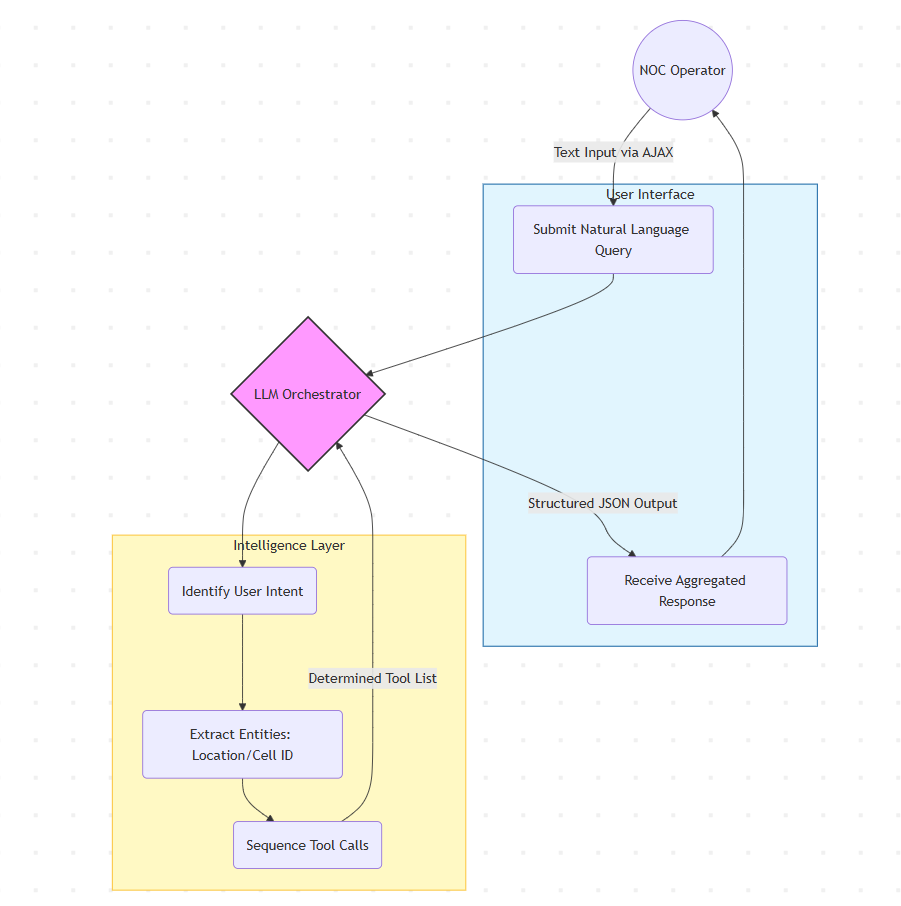 NOC Operator
Text Input via AJAX
User Interface
Submit Natural Language
Query
LLM Orchestrator
Structured JSON Output
Intelligence Layer
Receive Aggregated
Response
Identify User Intent
Determined Tool List
Extract Entities:
Location/Cell ID
Sequence Tool Calls